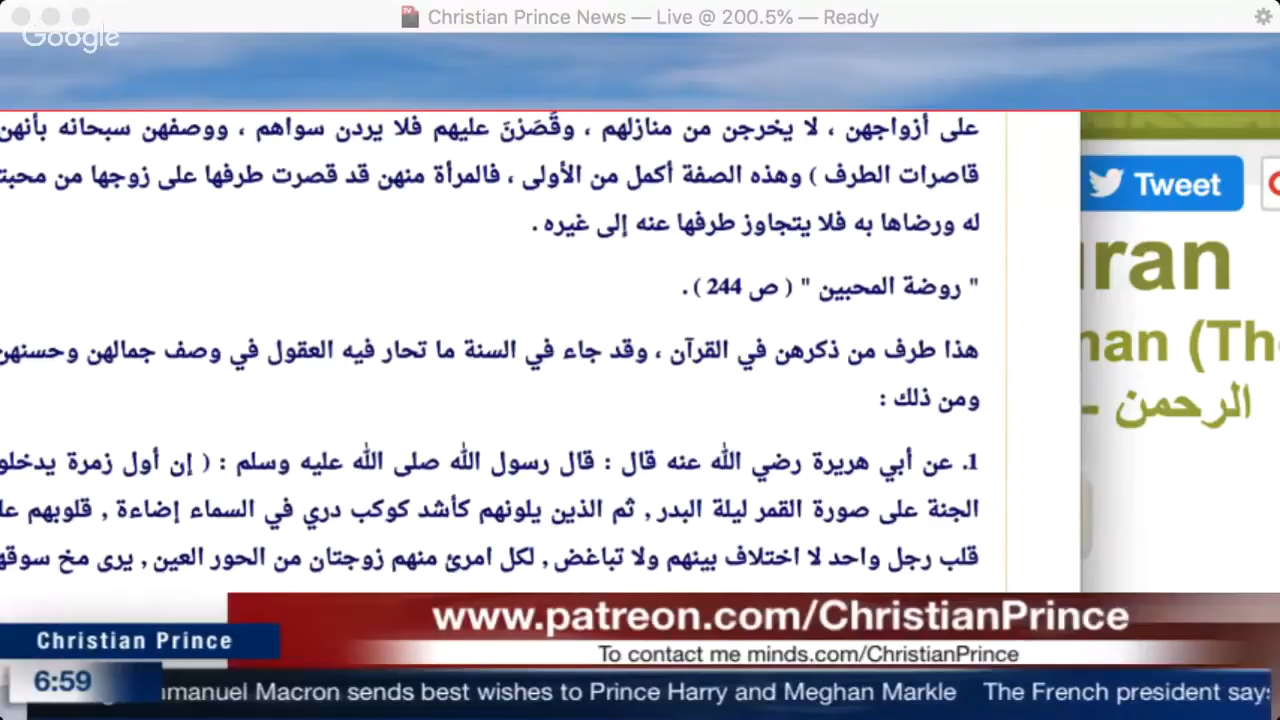 Christian Prince News — Live @ 200.5% — Ready
Google
على أزواجهن ، لا يخرجن من منازلهم ، وقَصَرْنَ عليهم فلا يردن سواهم ، ووصفهن سبحانه بأنهن
قاصرات الطرف ) وهذه الصفة أكمل من الأولى ، فالمرأة منهن قد قصرت طرفها على زوجها من
له ورضاها به فلا يتجاوز طرفها عنه إلى غيره .
" روضة المحبين " ( ص 244 ) .
هذا طرف من ذكرهن في القرآن ، وقد جاء في السنة ما تحار فيه العقول في وصف جمالهن وحسنهن
ومن ذلك :
1. عن أبي هريرة رضي الله عنه قال : قال رسول الله صلى الله عليه وسلم : ( إن أول زمرة
الجنة على صورة القمر ليلة البدر , ثم الذين يلونهم كأشد كوكب دري في السماء إضاءة , قلوبهم
قلب رجل واحد لا اختلاف بينهم ولا تباغض , لكل امرئ منهم زوجتان من الحور العين , يرى مخ
Tweet
uran
man (The
الرحمن -
www.patreon.com/ChristianPrince
To contact me minds.com/ChristianPrince
Christian Prince
6:59
mmanuel Macron sends best wishes to Prince Harry and Meghan Markle The French president says